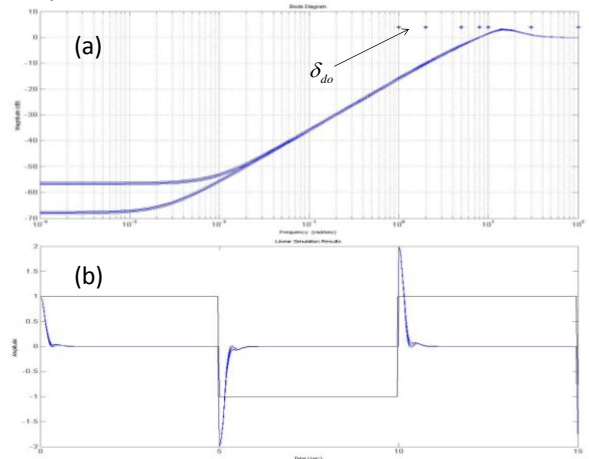 Bode Diagram
(a)
δdo
Magnitude (dB)
10
0
-10
-20
-30
-40
-50
-60
-70
Frequency (rad/sec)
Linear Simulation Results
(b)
Amplitude
2
1.5
1
0.5
0
-0.5
-1
-1.5
-2
0
5
10
15
Time (sec)